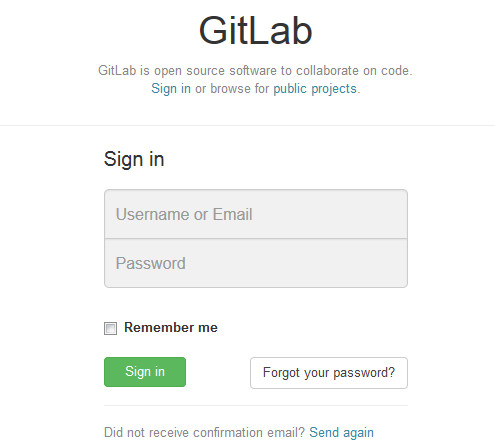 GitLab
GitLab is open source software to collaborate on code.
Sign in or browse for public projects.
Sign in
Username or Email
Password
Remember me
Sign in
Forgot your password?
Did not receive confirmation email? Send again